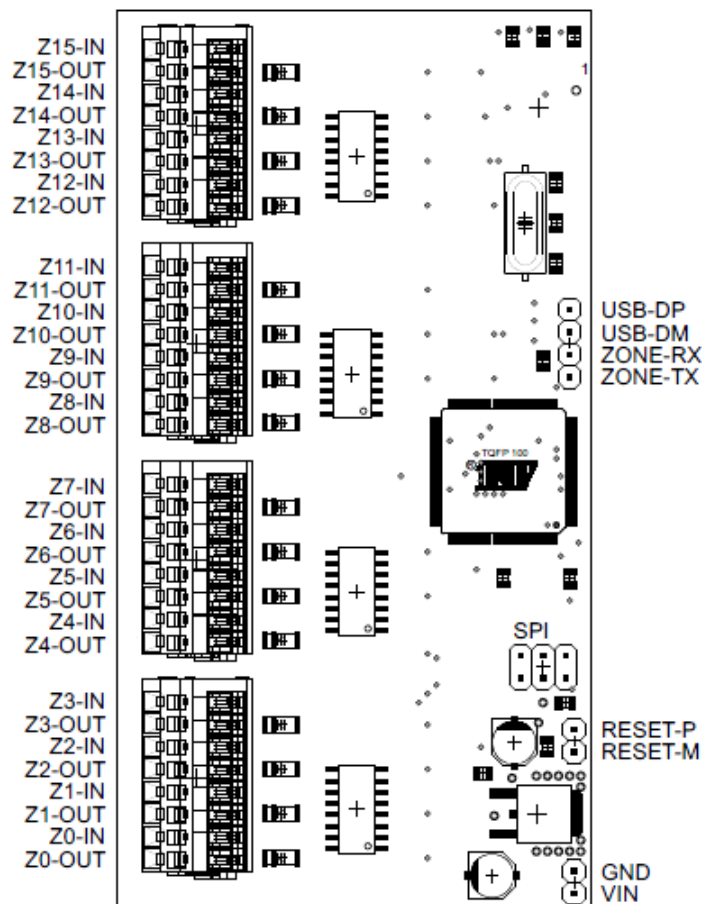 Z15-IN
Z15-OUT
Z14-IN
Z14-OUT
Z13-IN
Z13-OUT
Z12-IN
Z12-OUT
Z11-IN
Z11-OUT
Z10-IN
Z10-OUT
Z9-IN
Z9-OUT
Z8-IN
Z8-OUT
Z7-IN
Z7-OUT
Z6-IN
Z6-OUT
Z5-IN
Z5-OUT
Z4-IN
Z4-OUT
Z3-IN
Z3-OUT
Z2-IN
Z2-OUT
Z1-IN
Z1-OUT
Z0-IN
Z0-OUT
1
USB-DP
USB-DM
ZONE-RX
ZONE-TX
TQFP 100
SPI
RESET-P
RESET-M
GND
VIN